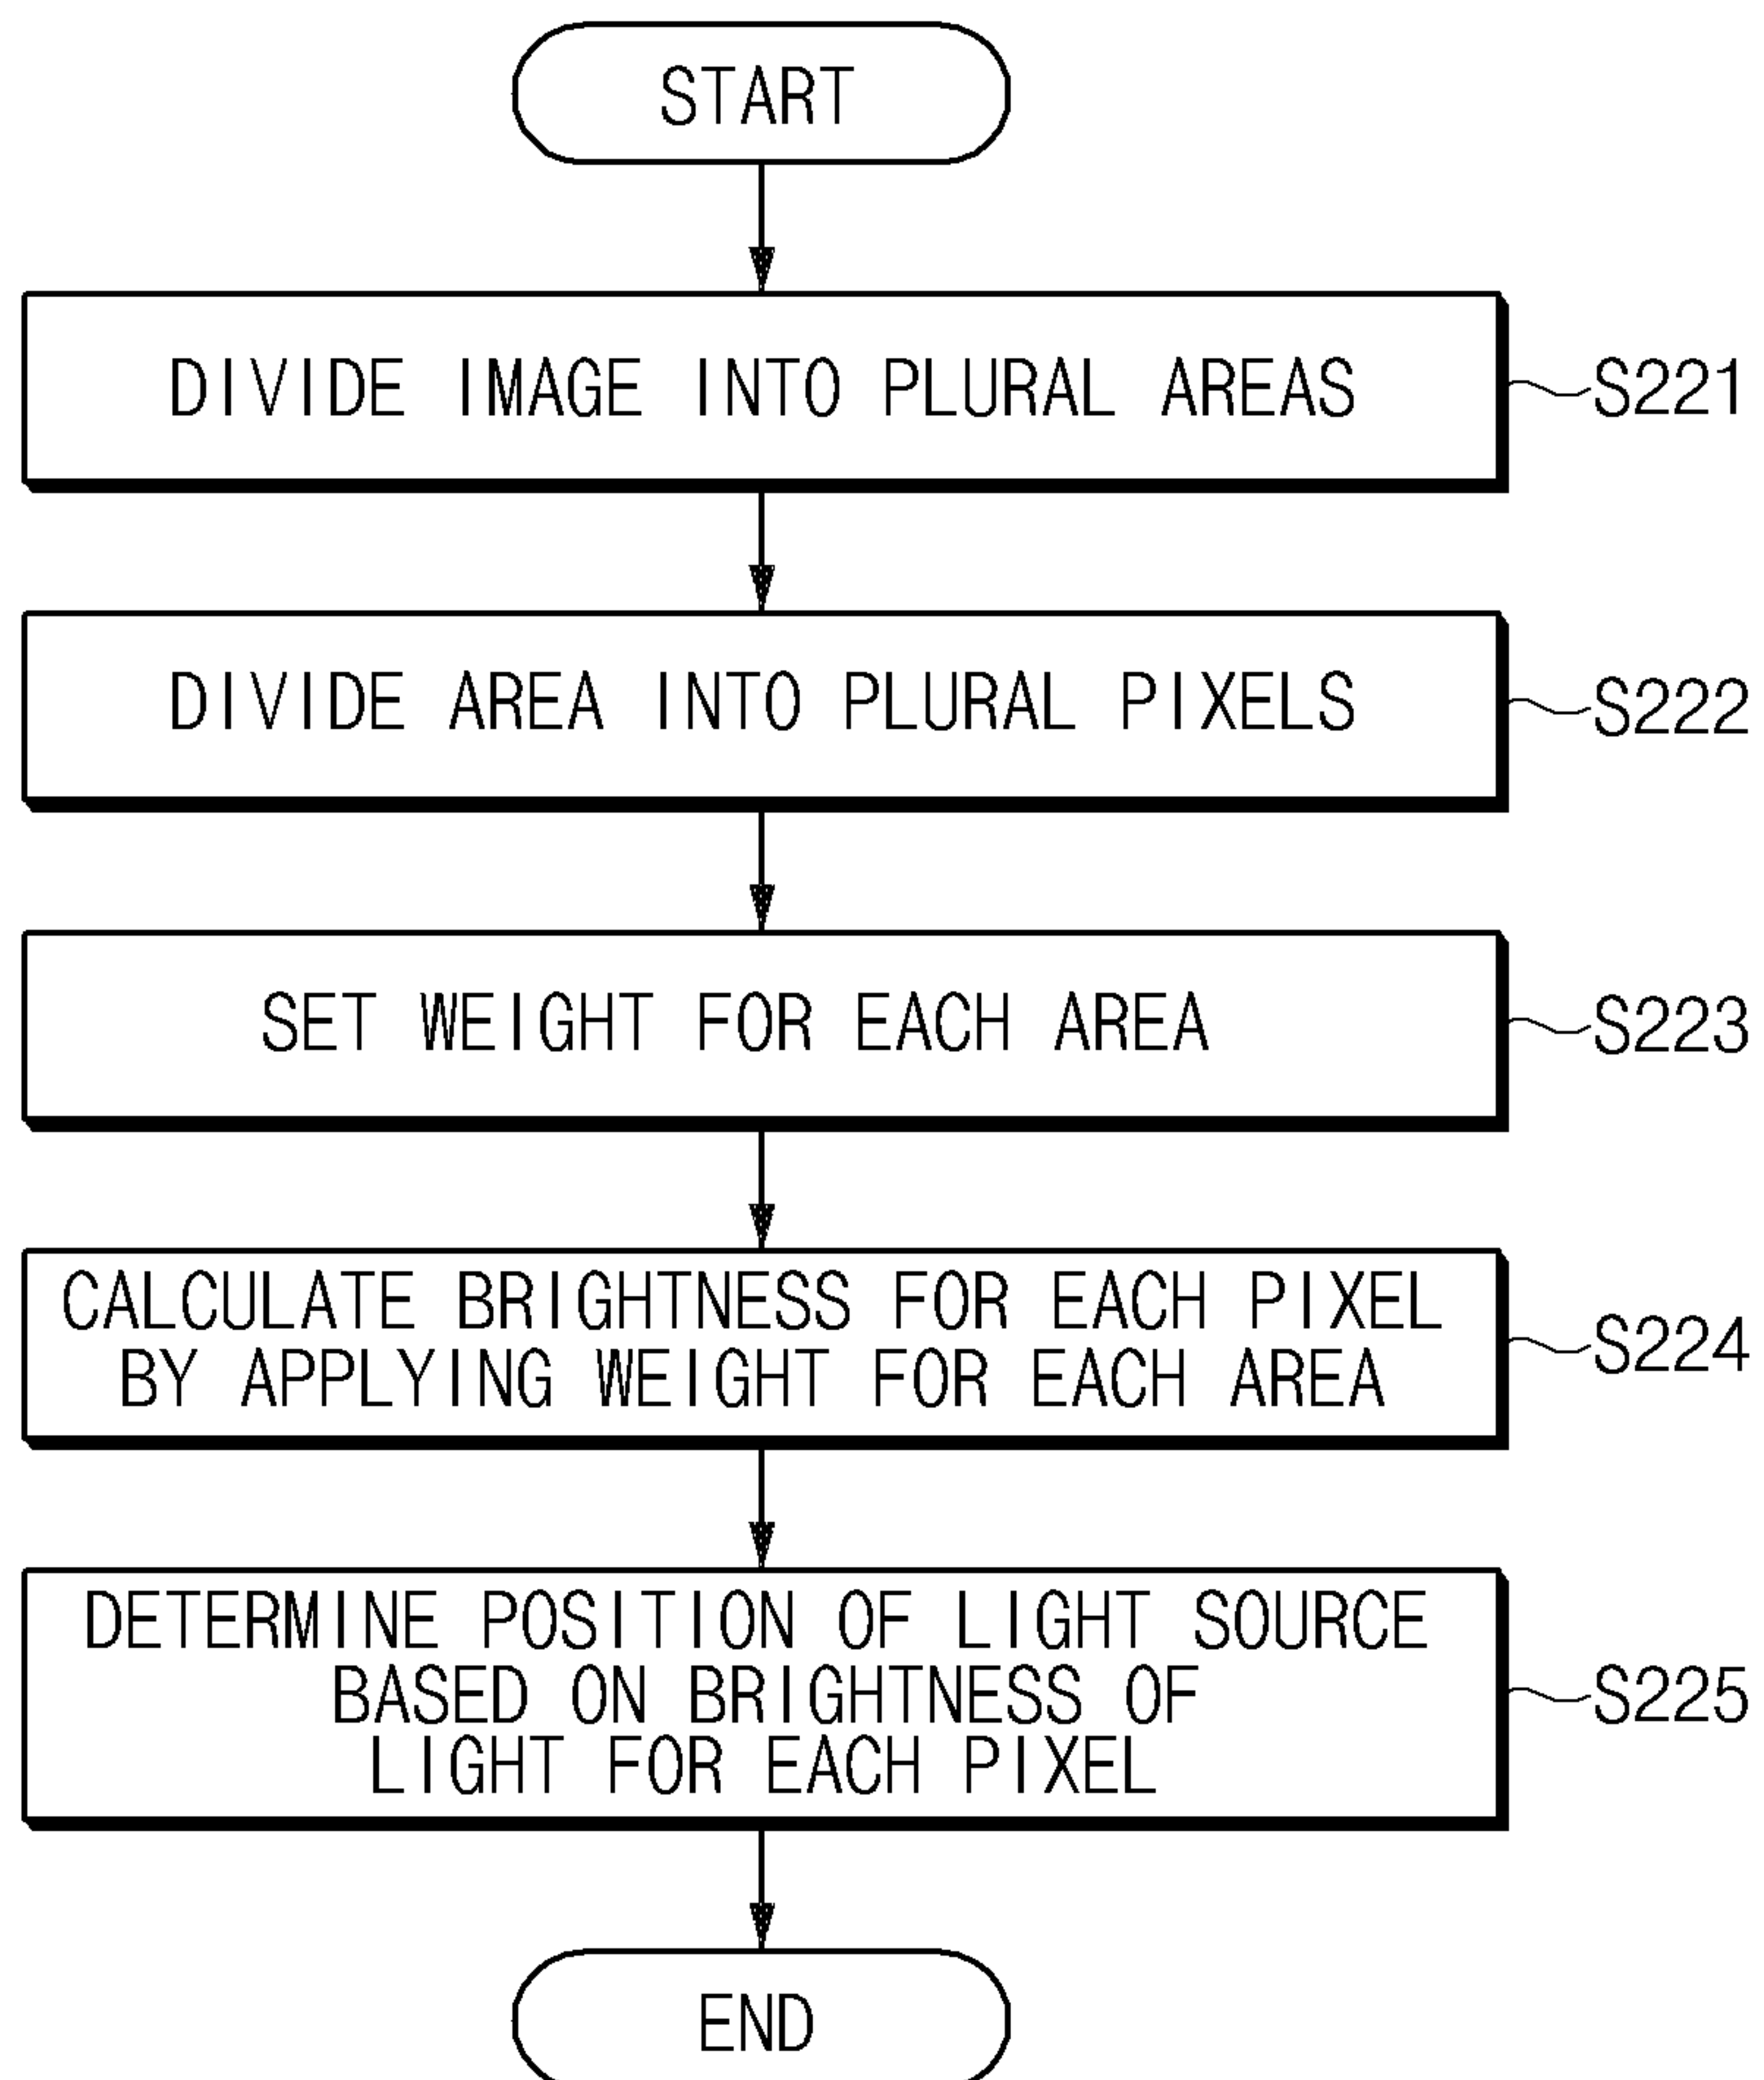 START
DIVIDE IMAGE INTO PLURAL AREAS
S221
DIVIDE AREA INTO PLURAL PIXELS
S222
SET WEIGHT FOR EACH AREA
S223
CALCULATE BRIGHTNESS FOR EACH PIXEL
BY APPLYING WEIGHT FOR EACH AREA
S224
DETERMINE POSITION OF LIGHT SOURCE
BASED ON BRIGHTNESS OF
LIGHT FOR EACH PIXEL
S225
END